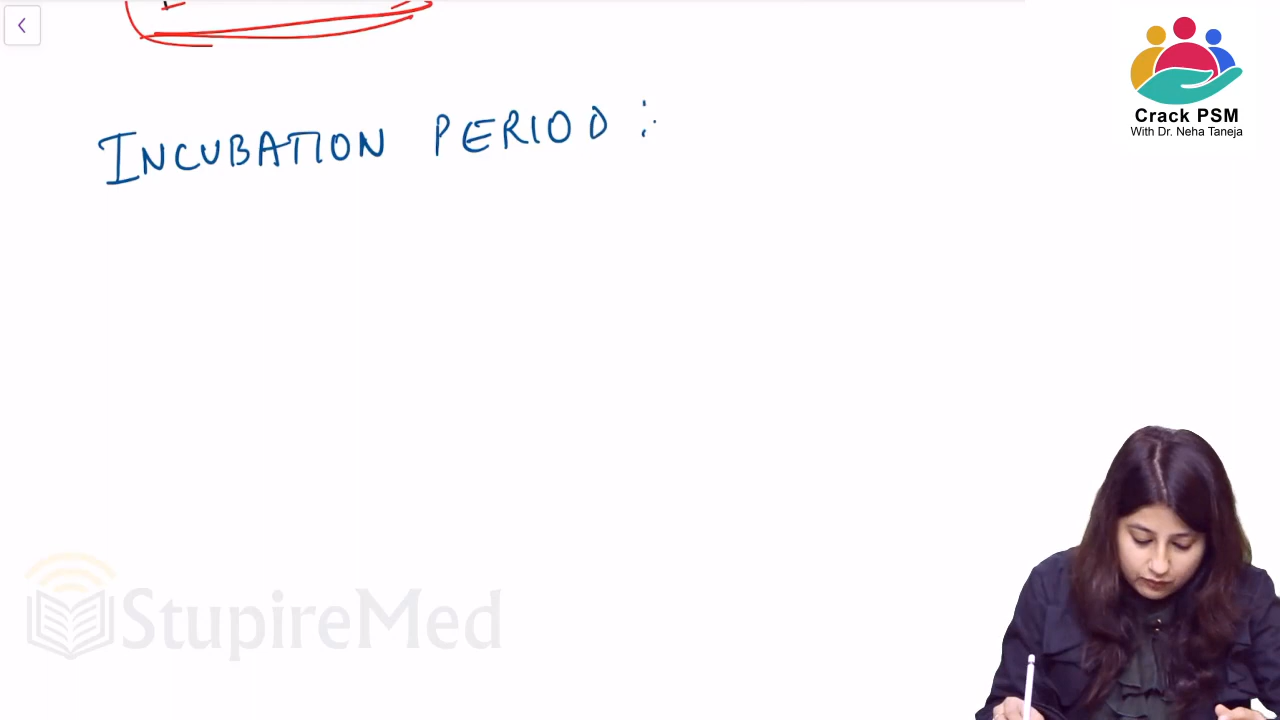 Crack PSM
With Dr. Neha Taneja
INCUBATION PERIOD :
StupireMed